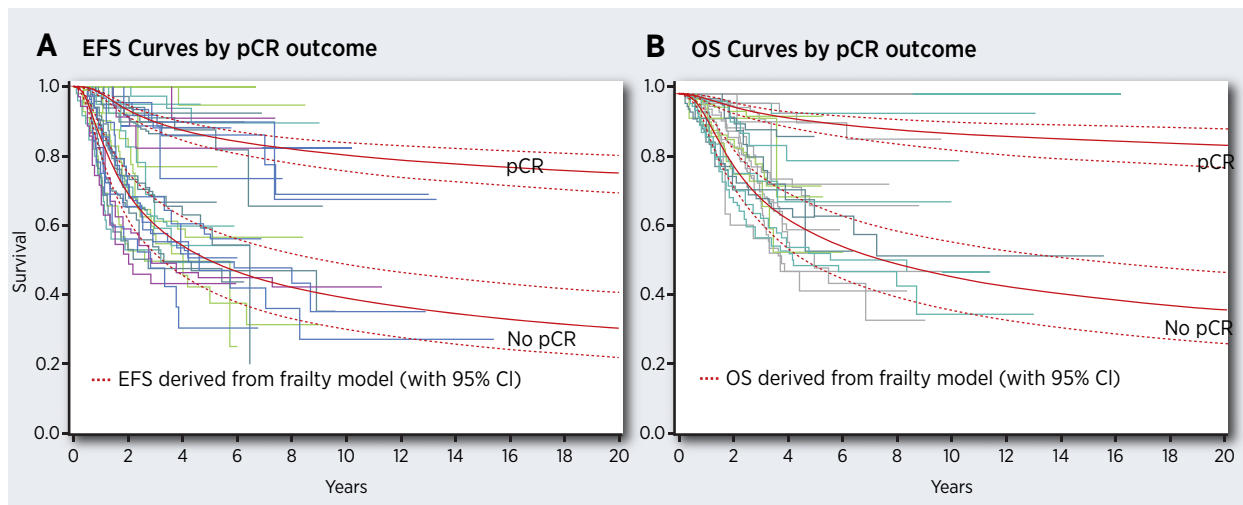 A EFS Curves by pCR outcome
Survival
1.0
0.8
0.6
0.4
0.2
0.0
pCR
No pCR
EFS derived from frailty model (with 95% CI)
0 2 4 6 8 10 12 14 16 18 20
Years
B OS Curves by pCR outcome
1.0
0.8
0.6
0.4
0.2
0.0
pCR
No pCR
OS derived from frailty model (with 95% CI)
0 2 4 6 8 10 12 14 16 18 20
Years